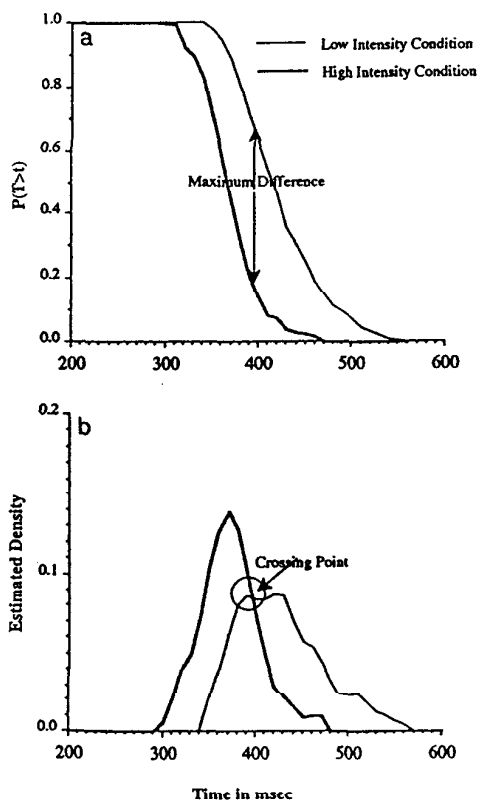 1.0
a
Low Intensity Condition
High Intensity Condition
0.8
0.6
P(T>t)
Maximum Difference
0.4
0.2
0.0
200 300 400 500 600
0.2
b
Estimated Density
Crossing Point
0.1
0.0
200 300 400 500 600
Time in msec